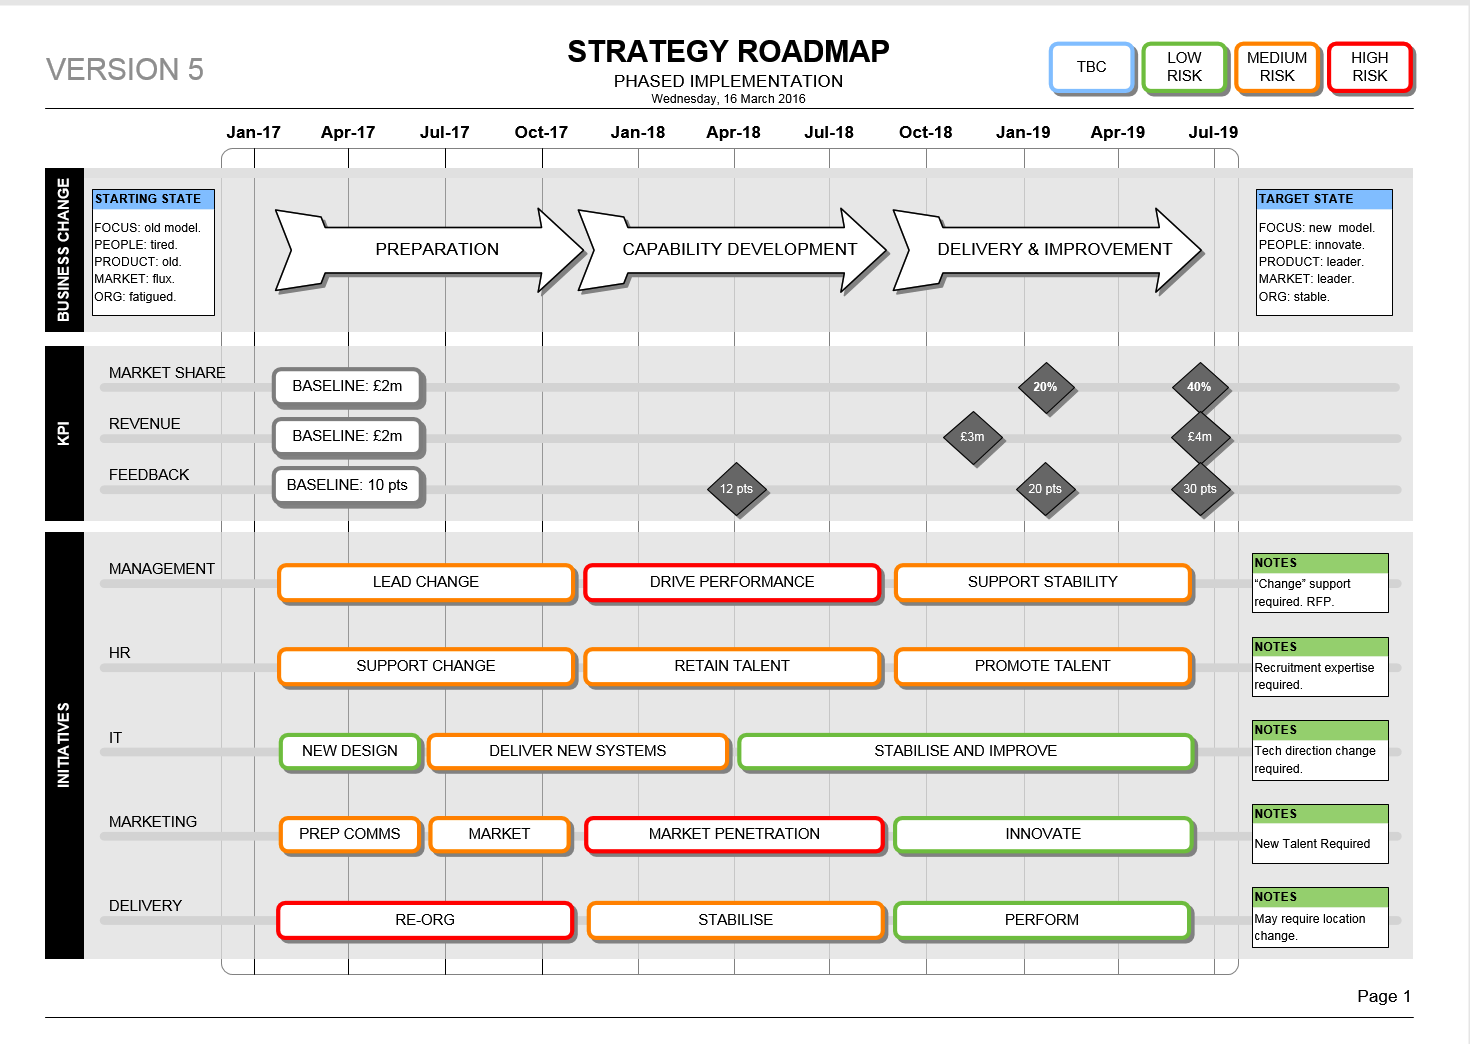 VERSION 5
STRATEGY ROADMAP
PHASED IMPLEMENTATION
Wednesday, 16 March 2016
TBC
LOW
RISK
MEDIUM
RISK
HIGH
RISK
Jan-17 Apr-17 Jul-17 Oct-17 Jan-18 Apr-18 Jul-18 Oct-18 Jan-19 Apr-19 Jul-19
BUSINESS CHANGE
STARTING STATE
FOCUS: old model.
PEOPLE: tired.
PRODUCT: old.
MARKET: flux.
ORG: fatigued.
PREPARATION
CAPABILITY DEVELOPMENT
DELIVERY & IMPROVEMENT
TARGET STATE
FOCUS: new model.
PEOPLE: innovate.
PRODUCT: leader.
MARKET: leader.
ORG: stable.
KPI
MARKET SHARE
BASELINE: £2m
20%
40%
REVENUE
BASELINE: £2m
£3m
£4m
FEEDBACK
BASELINE: 10 pts
12 pts
20 pts
30 pts
INITIATIVES
MANAGEMENT
LEAD CHANGE
DRIVE PERFORMANCE
SUPPORT STABILITY
NOTES
“Change” support
required. RFP.
HR
SUPPORT CHANGE
RETAIN TALENT
PROMOTE TALENT
NOTES
Recruitment expertise
required.
IT
NEW DESIGN
DELIVER NEW SYSTEMS
STABILISE AND IMPROVE
NOTES
Tech direction change
required.
MARKETING
PREP COMMS
MARKET
MARKET PENETRATION
INNOVATE
NOTES
New Talent Required
DELIVERY
RE-ORG
STABILISE
PERFORM
NOTES
May require location
change.
Page 1